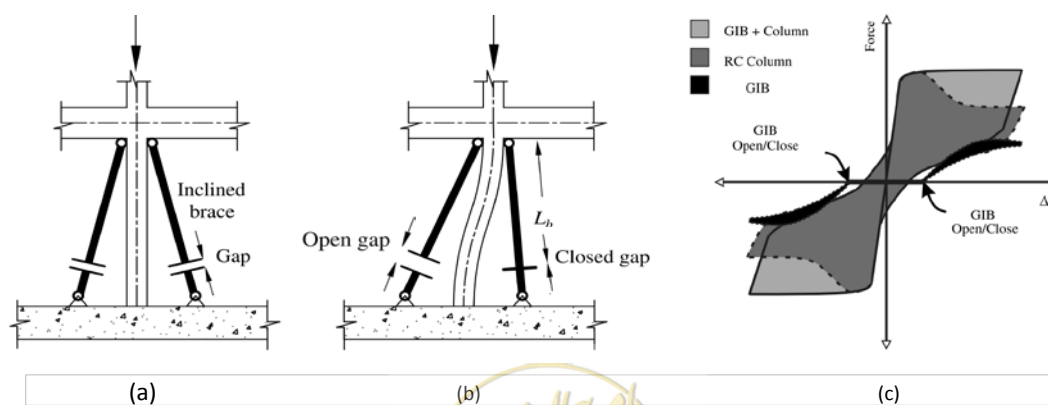 Inclined
brace
Gap
Open gap
L_b
Closed gap
GIB + Column
RC Column
GIB
Force
GIB
Open/Close
GIB
Open/Close
Δ
(a)
(b)
(c)